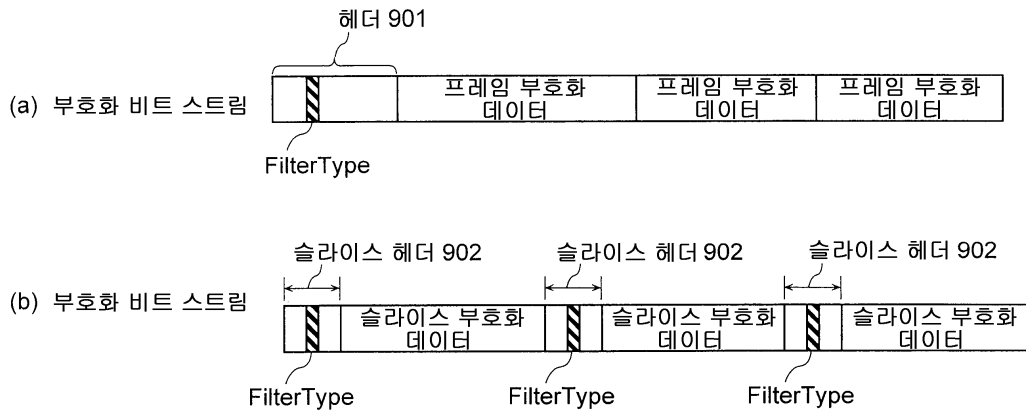 헤더 901
(a) 부호화 비트 스트림
프레임 부호화 데이터
프레임 부호화 데이터
프레임 부호화 데이터
FilterType
슬라이스 헤더 902
슬라이스 헤더 902
슬라이스 헤더 902
(b) 부호화 비트 스트림
슬라이스 부호화 데이터
슬라이스 부호화 데이터
슬라이스 부호화 데이터
FilterType
FilterType
FilterType